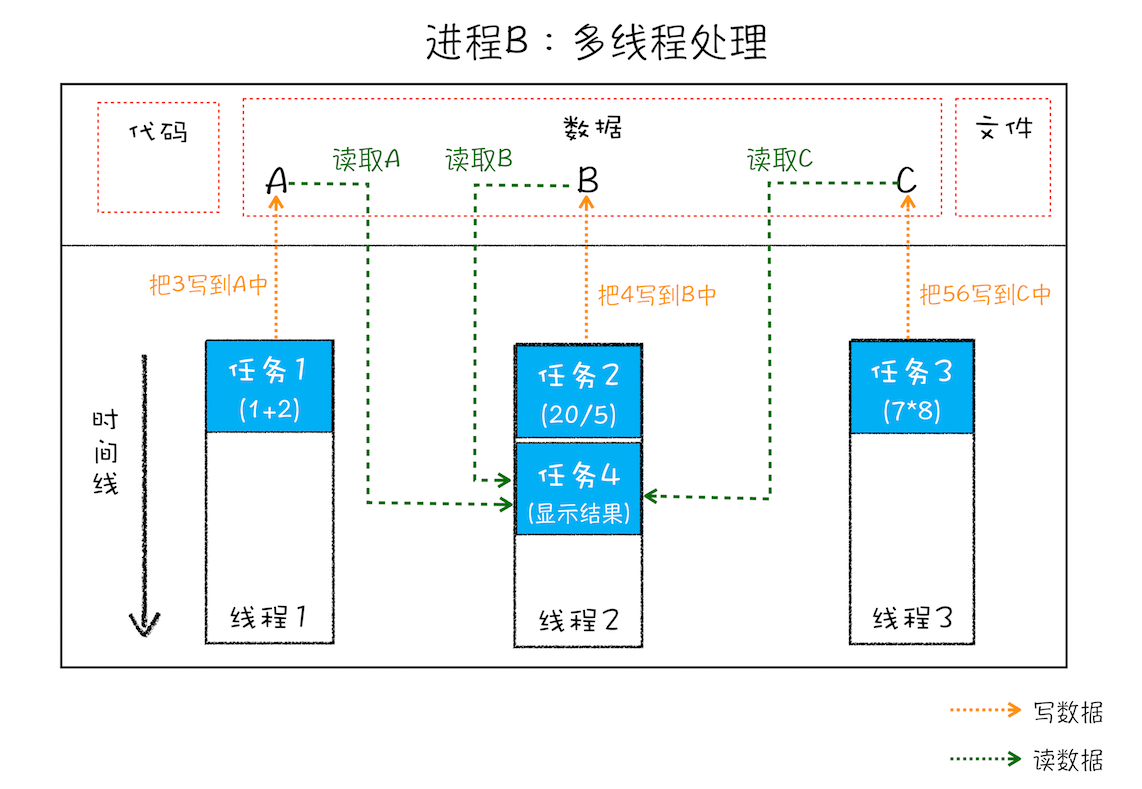 进程B：多线程处理
代码
数据
文件
读取A
读取B
读取C
A
B
C
把3写到A中
把4写到B中
把56写到C中
时
间
线
任务1
(1+2)
任务2
(20/5)
任务3
(7*8)
任务4
(显示结果)
线程1
线程2
线程3
写数据
读数据